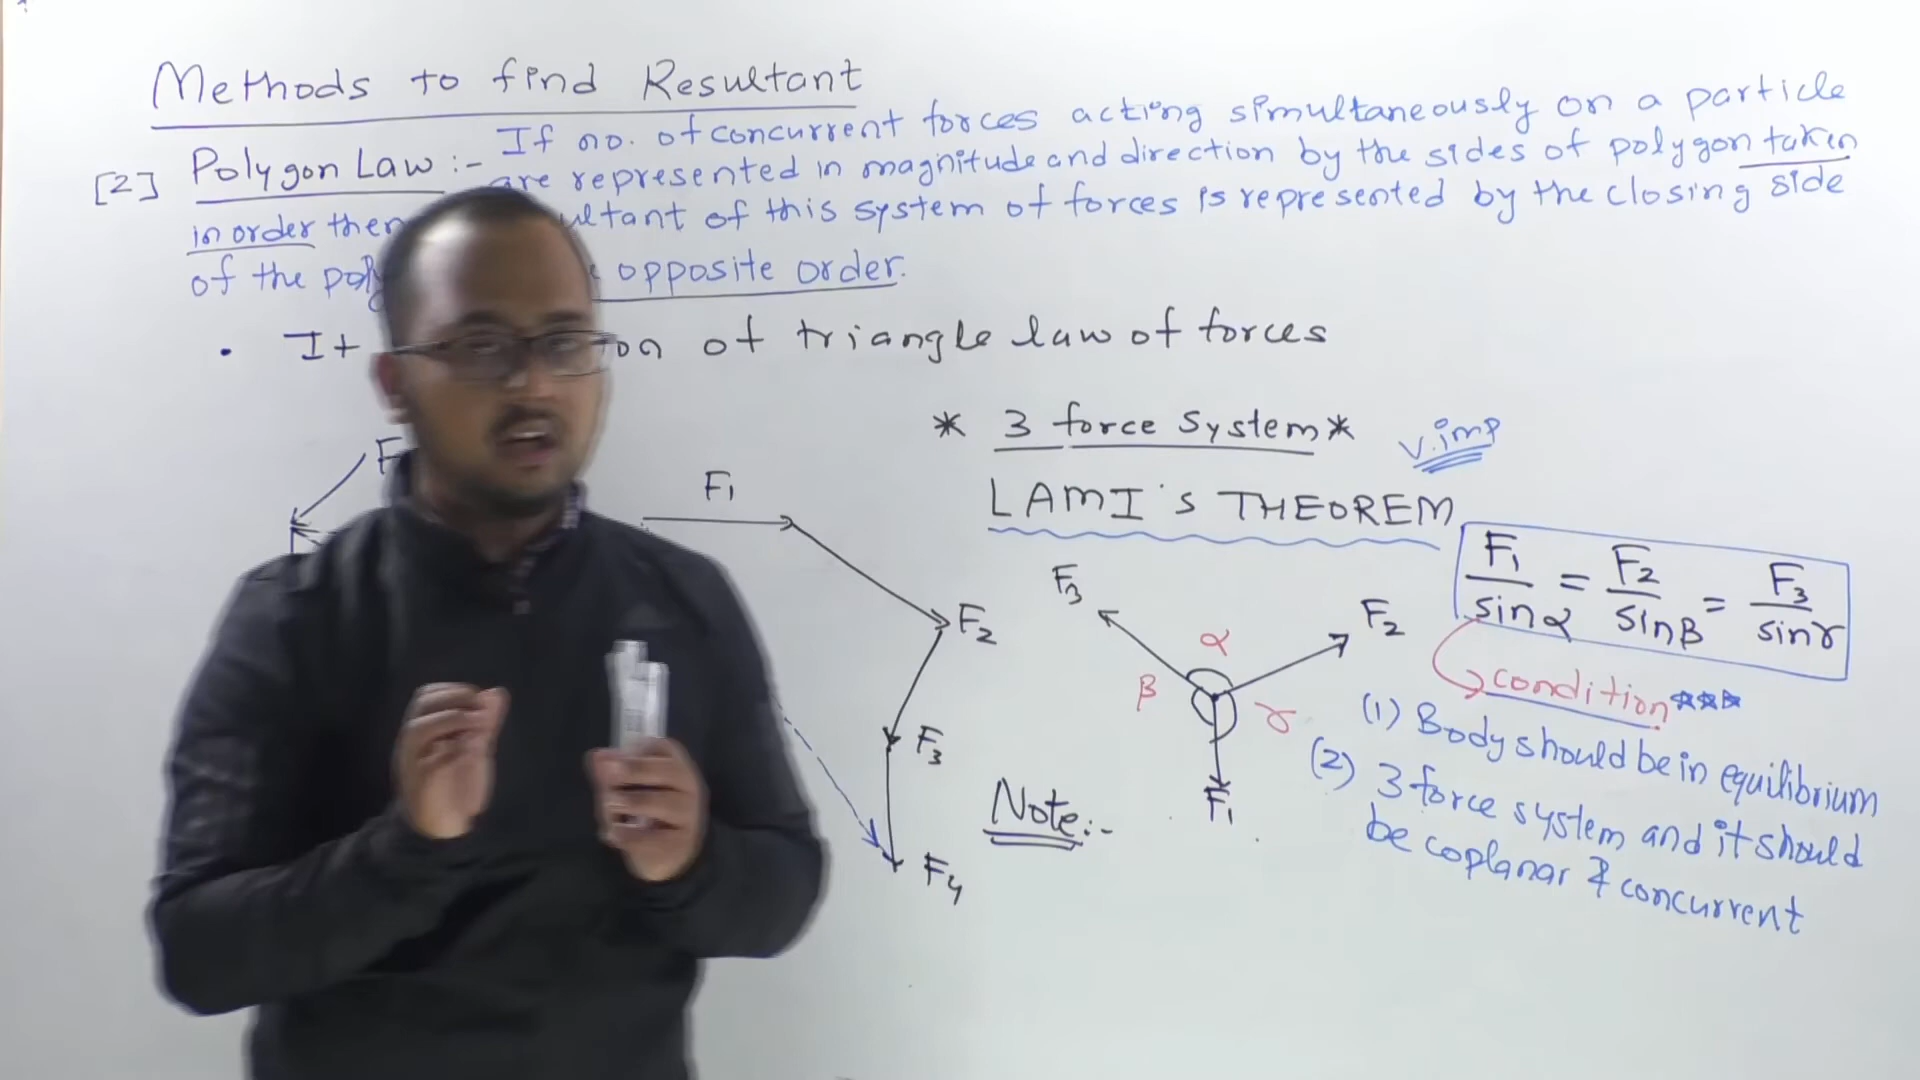 Methods to find Resultant
[2] Polygon Law :- If no. of concurrent forces acting simultaneously on a particle
are represented in magnitude and direction by the sides of polygon taken
in order then ultant of this system of forces is represented by the closing side
of the poly opposite order.
• It on of triangle law of forces
* 3 force System *
v.imp
LAMI's THEOREM
F
F1
F2
F3
F4
F3
F2
F1
α
β
γ
F1/sinα = F2/sinβ = F3/sinγ
condition ***
(1) Body should be in equilibrium
(2) 3 force system and it should
be coplanar & concurrent
Note:-